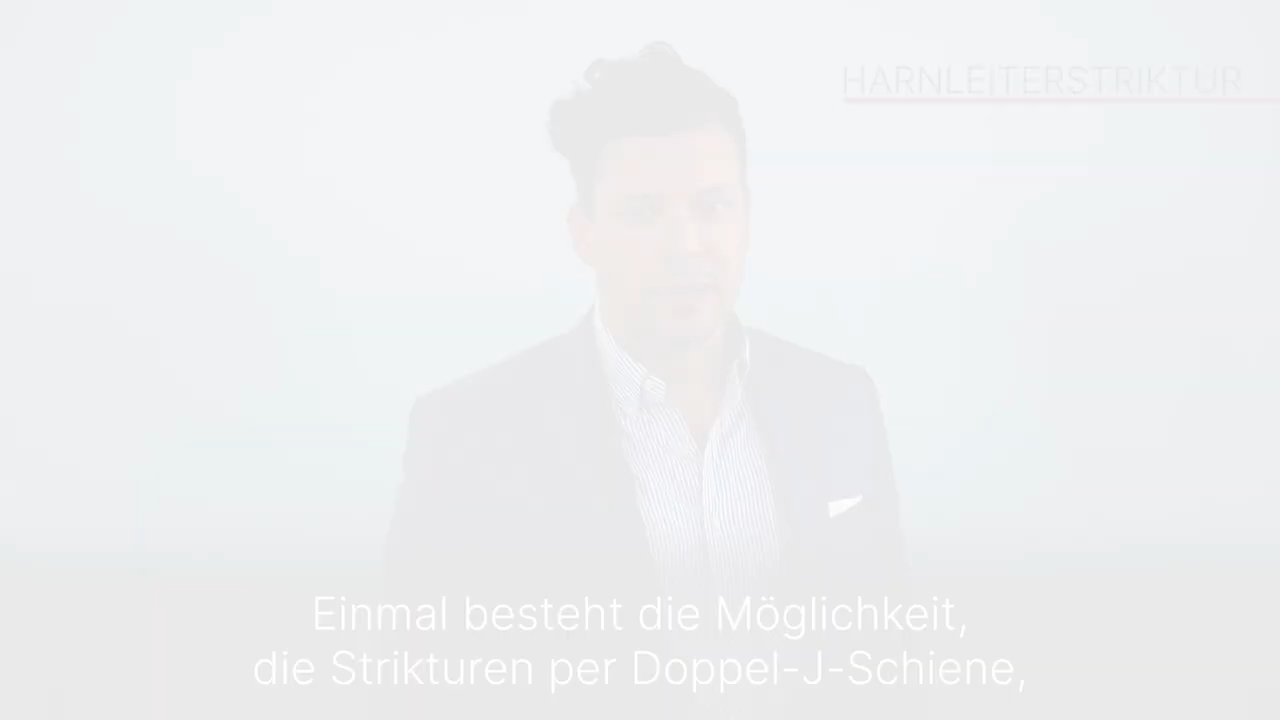 HARNLEITERSTRIKTUR
Einmal besteht die Möglichkeit,
die Strikturen per Doppel-J-Schiene,